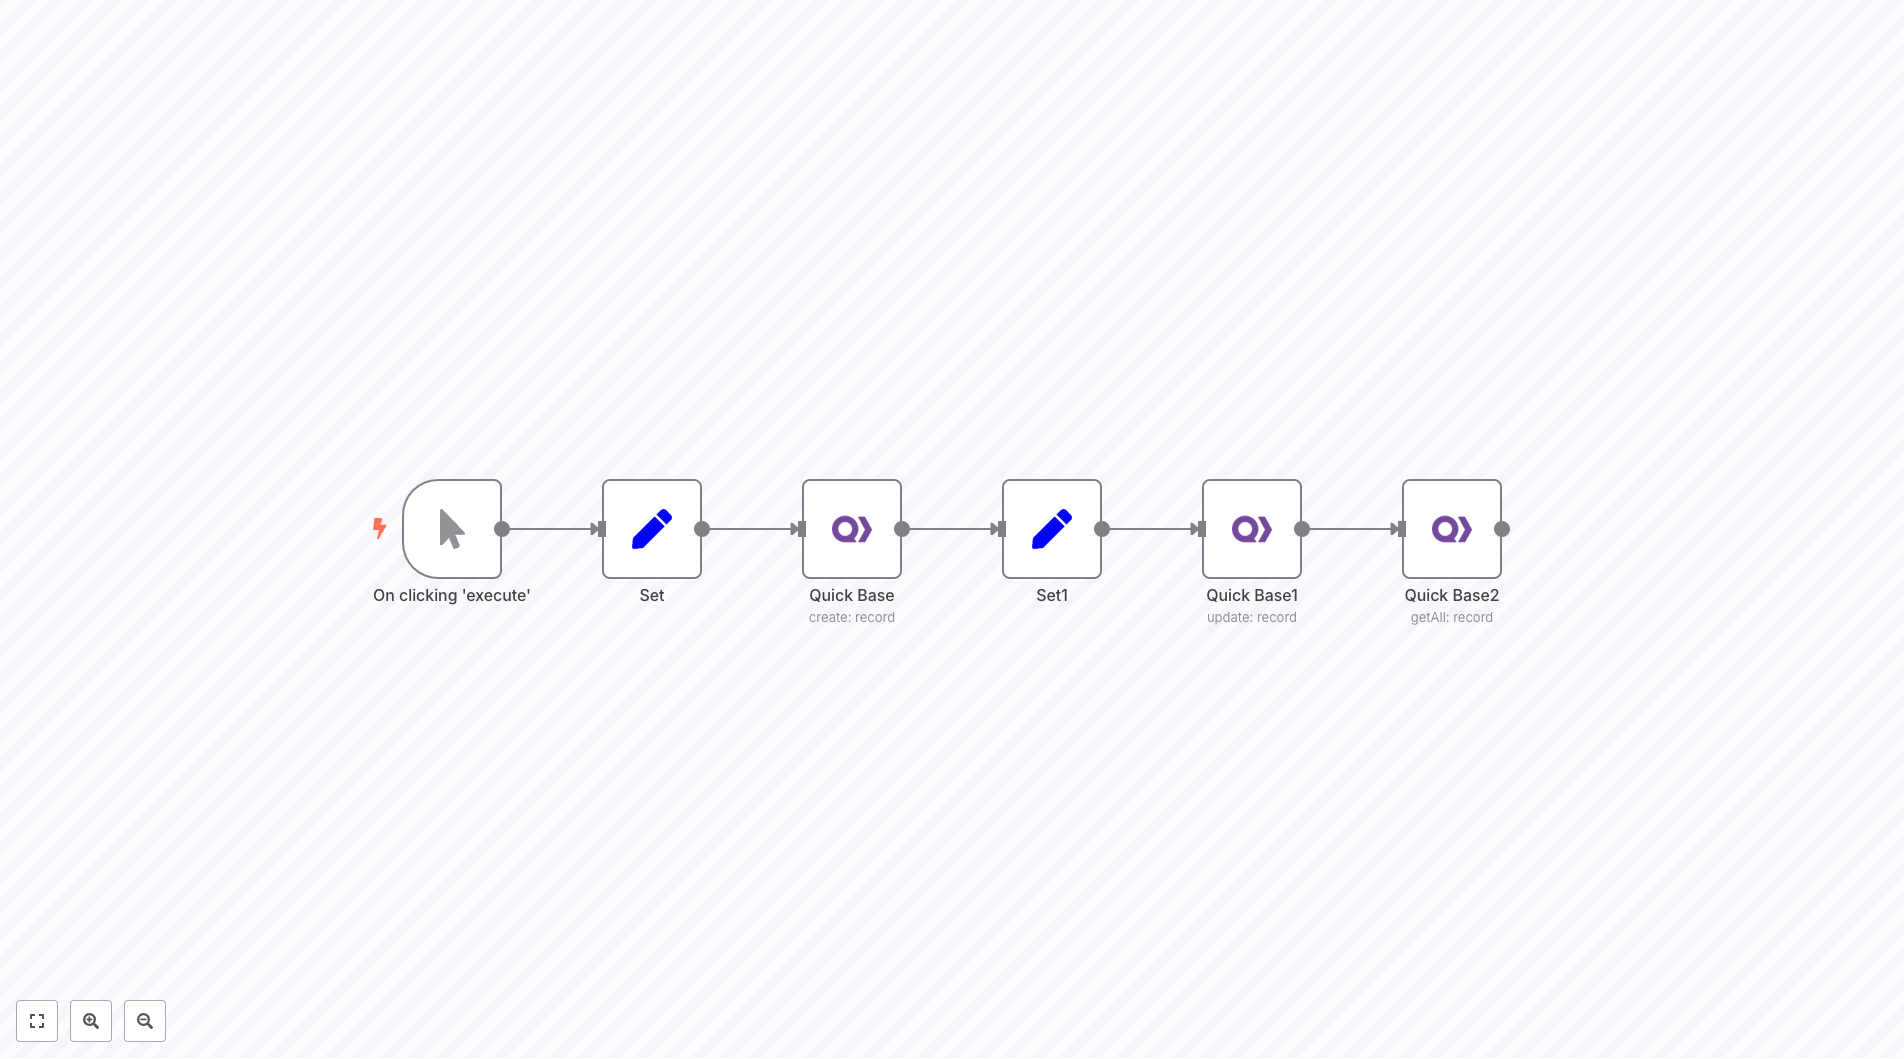 On clicking 'execute'
Set
Quick Base
create: record
Set1
Quick Base1
update: record
Quick Base2
getAll: record